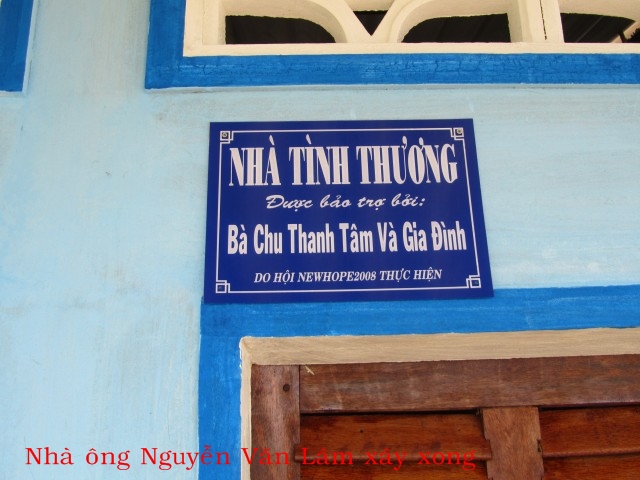 NHÀ TÌNH THƯƠNG
Được bảo trợ bởi:
Bà Chu Thanh Tâm Và Gia Đình
DO HỘI NEWHOPE2008 THỰC HIỆN
Nhà ông Nguyễn Văn Lâm xây xong